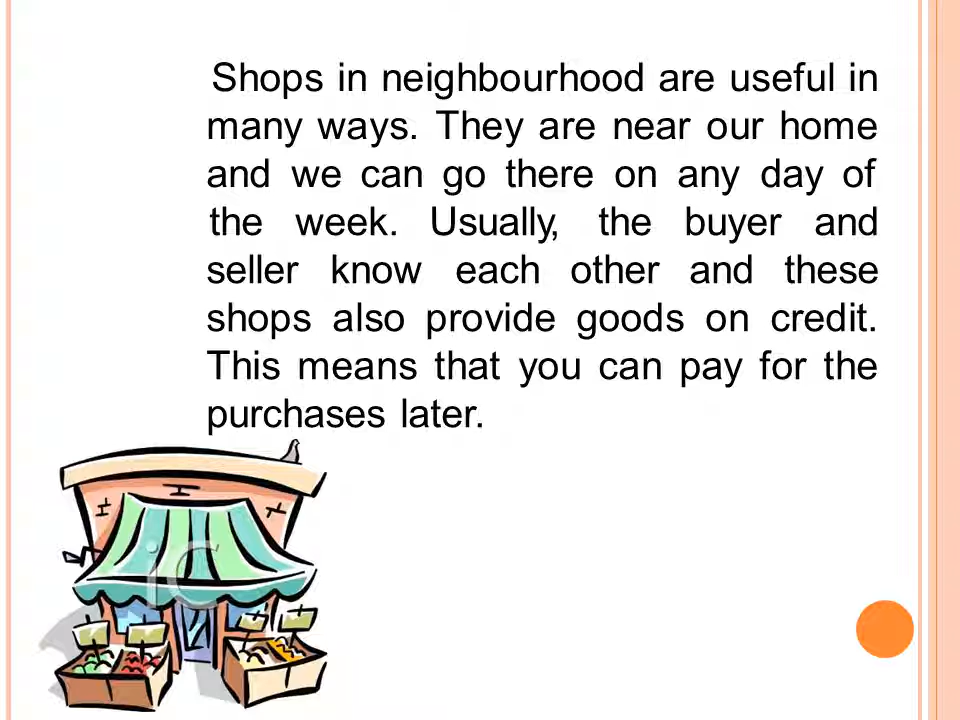 Shops in neighbourhood are useful in
many ways. They are near our home
and we can go there on any day of
the week. Usually, the buyer and
seller know each other and these
shops also provide goods on credit.
This means that you can pay for the
purchases later.
iC